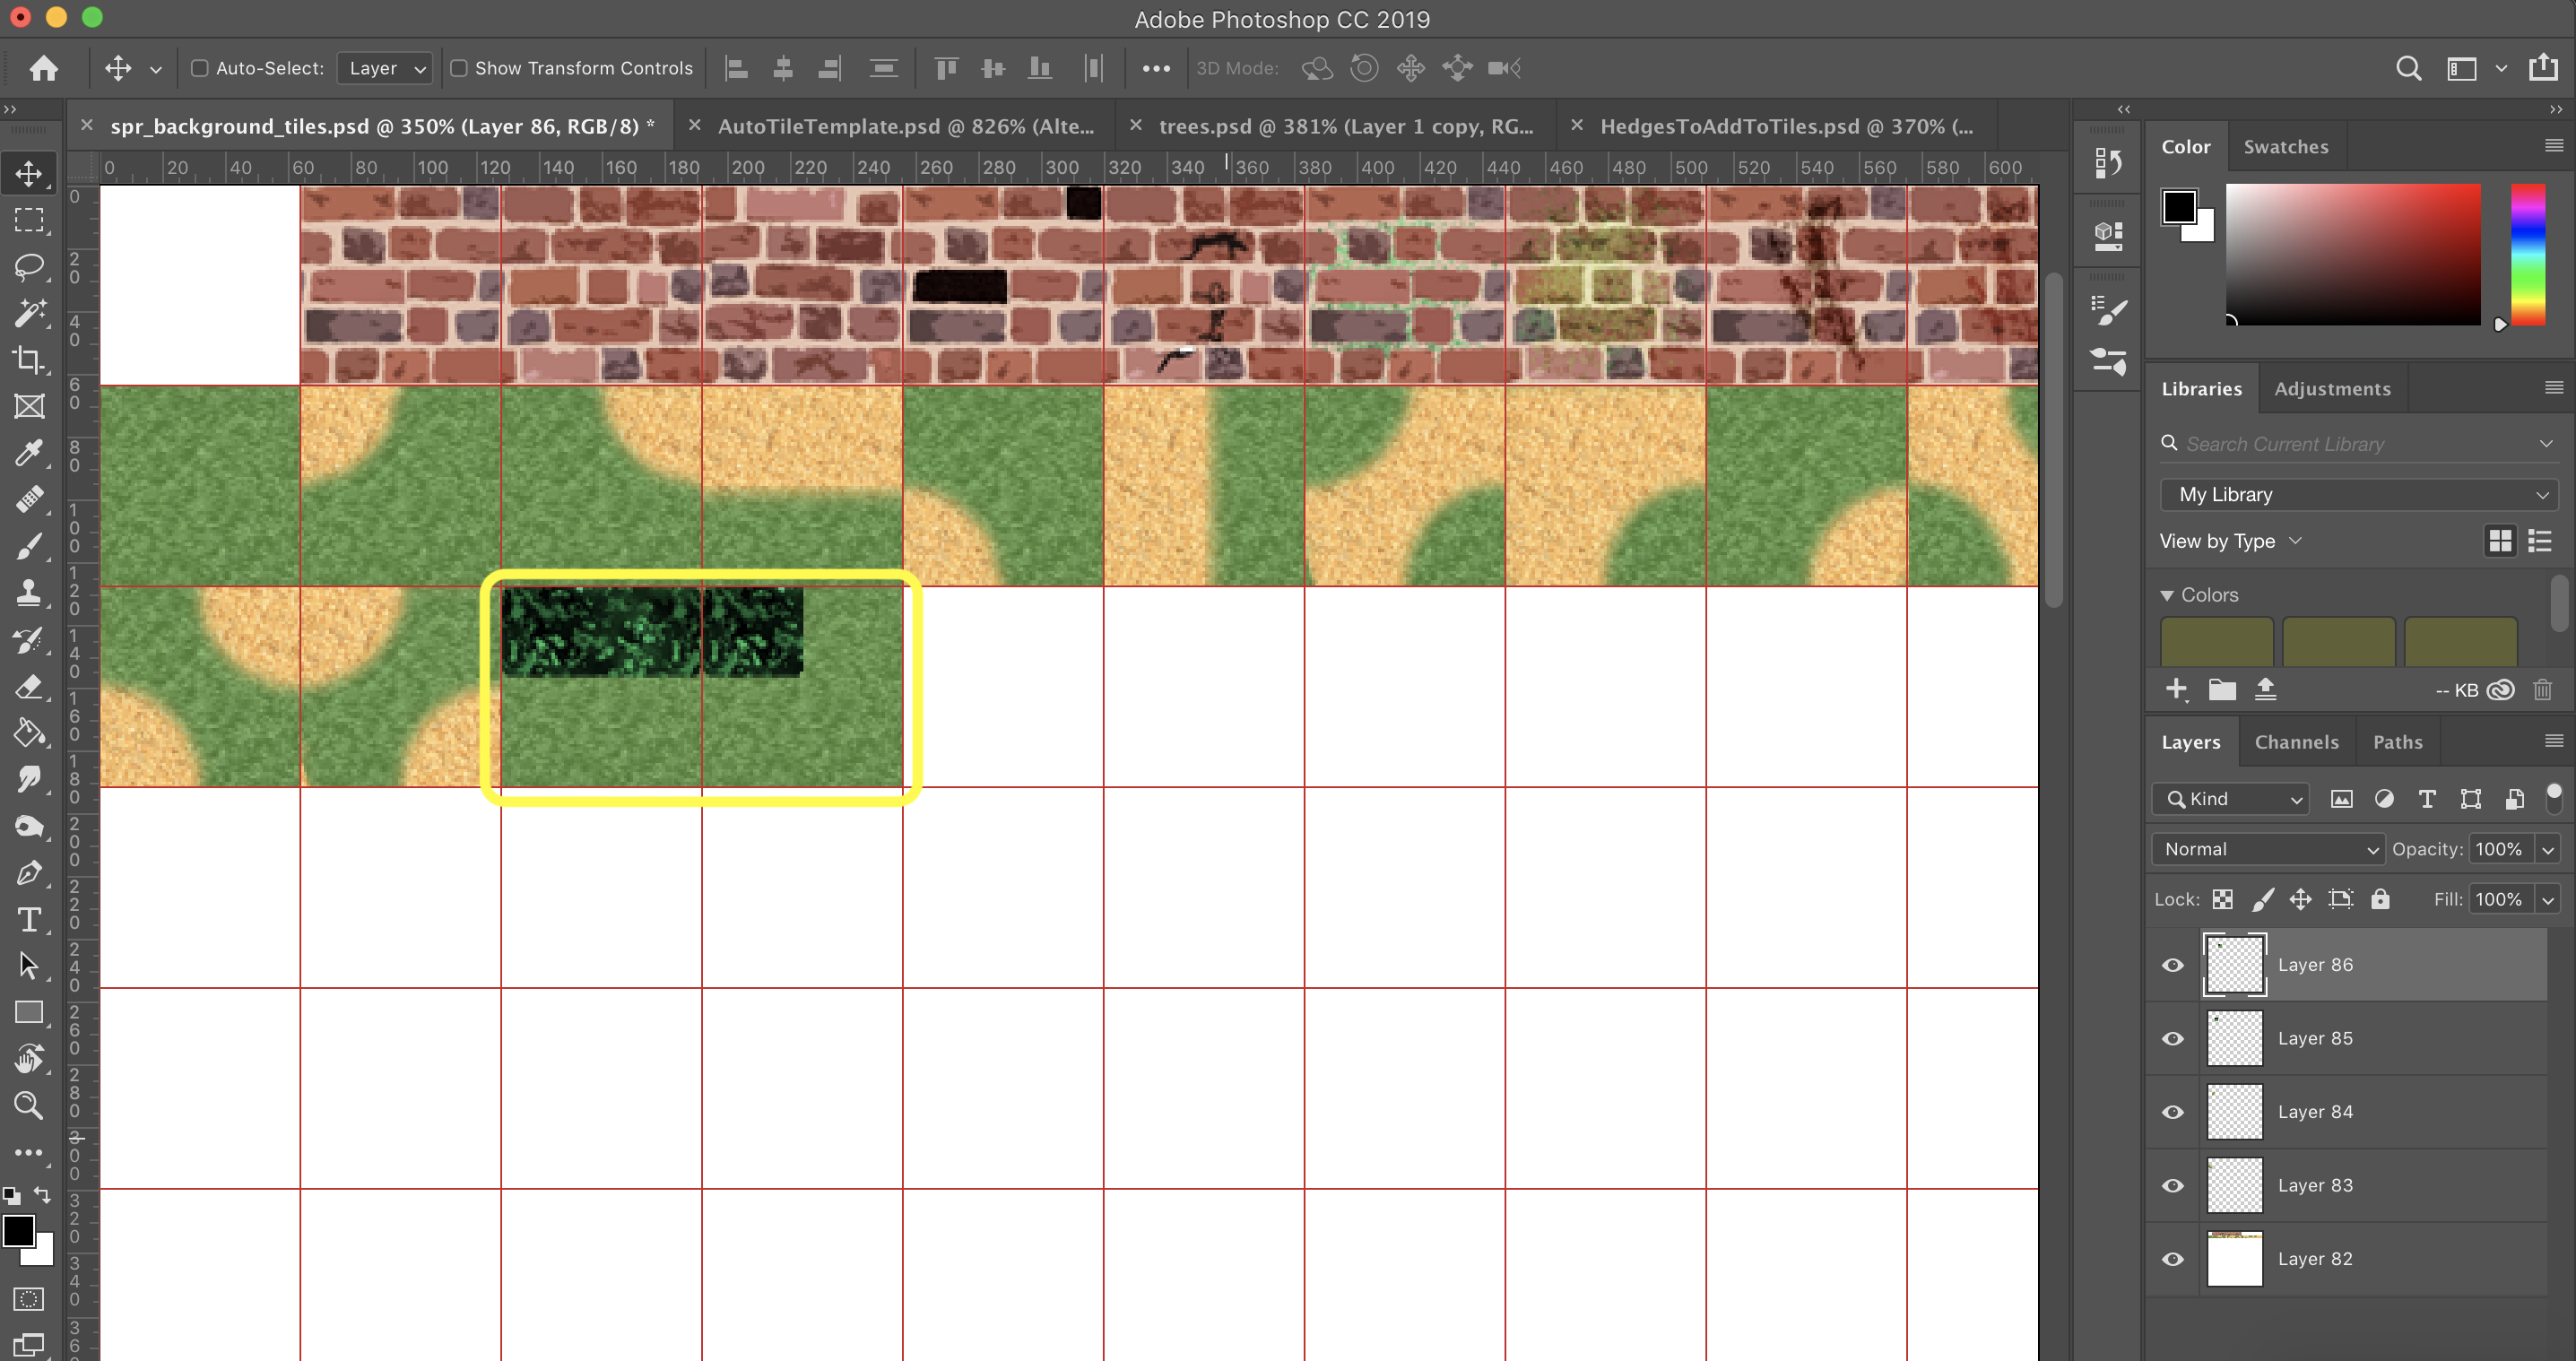 Adobe Photoshop CC 2019
Auto-Select: Layer Show Transform Controls 3D Mode:
spr_background_tiles.psd @ 350% (Layer 86, RGB/8) * AutoTileTemplate.psd @ 826% (Alte... trees.psd @ 381% (Layer 1 copy, RG... HedgesToAddToTiles.psd @ 370% (...
0 20 40 60 80 100 120 140 160 180 200 220 240 260 280 300 320 340 360 380 400 420 440 460 480 500 520 540 560 580 600
0
20
40
60
80
100
120
140
160
180
200
220
240
260
280
300
320
340
Color Swatches
Libraries Adjustments
Search Current Library
My Library
View by Type
Colors
-- KB
Layers Channels Paths
Kind
Normal Opacity: 100%
Lock: Fill: 100%
Layer 86
Layer 85
Layer 84
Layer 83
Layer 82